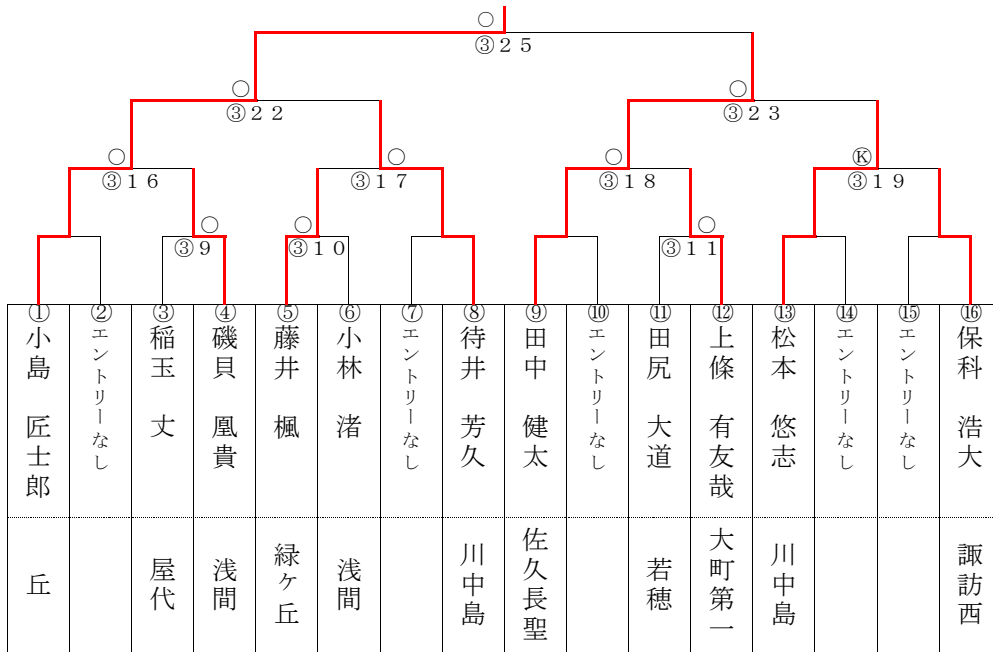 ○
③２５
○
③２２
○
③２３
○
③１６
○
③１７
○
③１８
Ⓚ
③１９
○
③９
○
③１０
○
③１１
①
小島 匠士郎
丘
②
エントリーなし
③
稲玉 丈
屋代
④
磯貝 凰貴
浅間
⑤
藤井 楓
緑ヶ丘
⑥
小林 渚
浅間
⑦
エントリーなし
⑧
待井 芳久
川中島
⑨
田中 健太
佐久長聖
⑩
エントリーなし
⑪
田尻 大道
若穂
⑫
上條 有友哉
大町第一
⑬
松本 悠志
川中島
⑭
エントリーなし
⑮
エントリーなし
⑯
保科 浩大
諏訪西